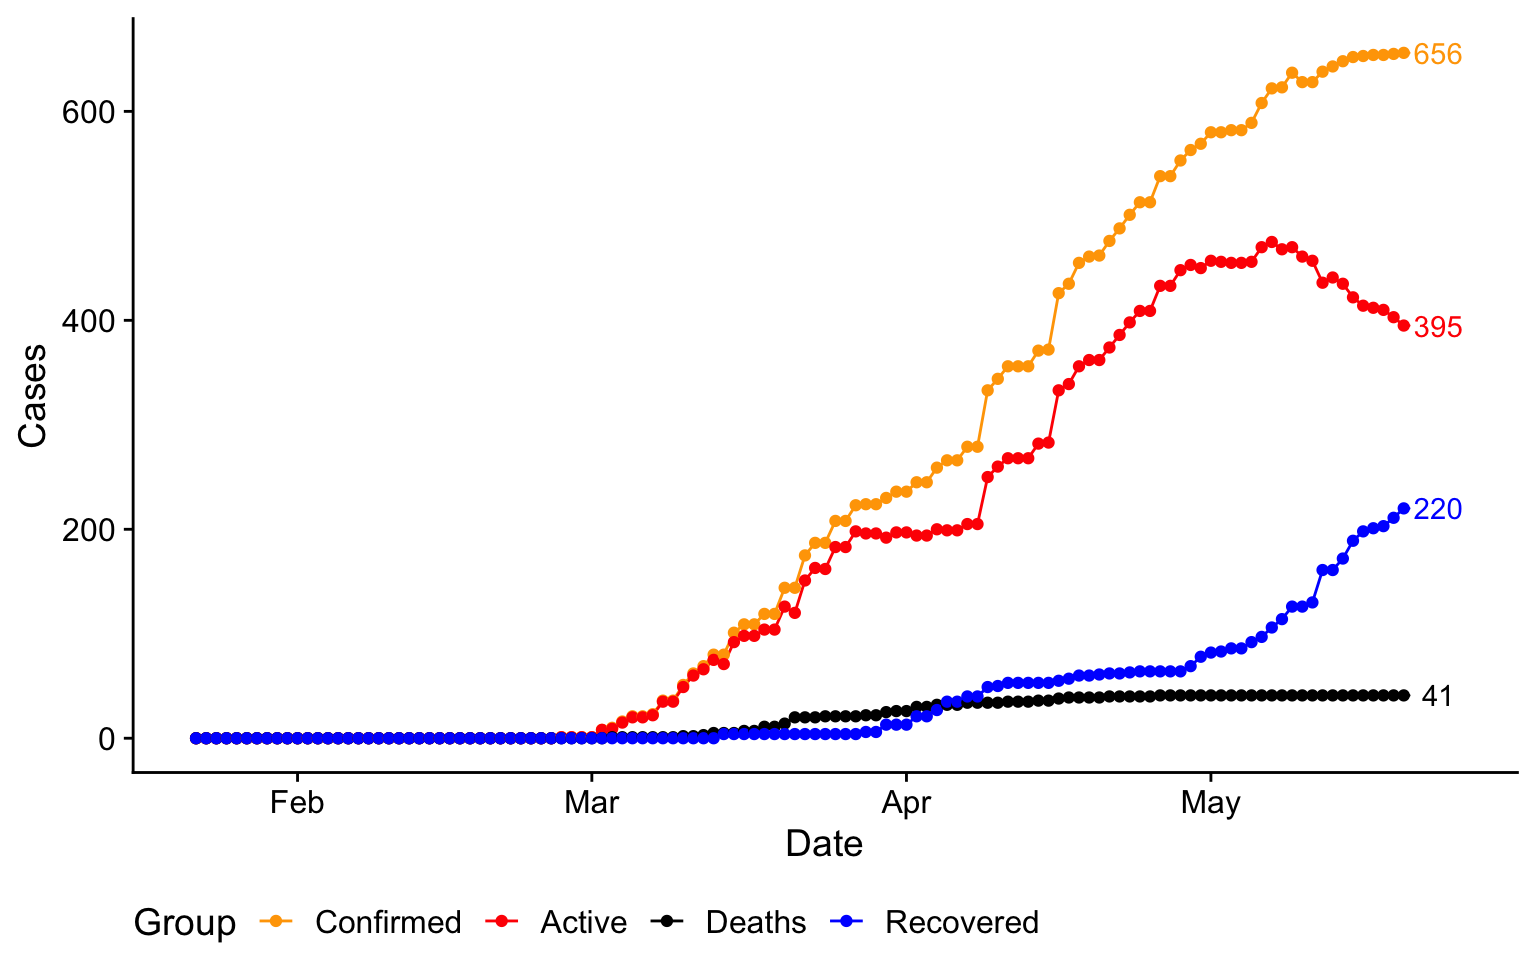 656
600
400
395
Cases
220
200
41
0
Feb Mar Apr May
Date
Group Confirmed Active Deaths Recovered